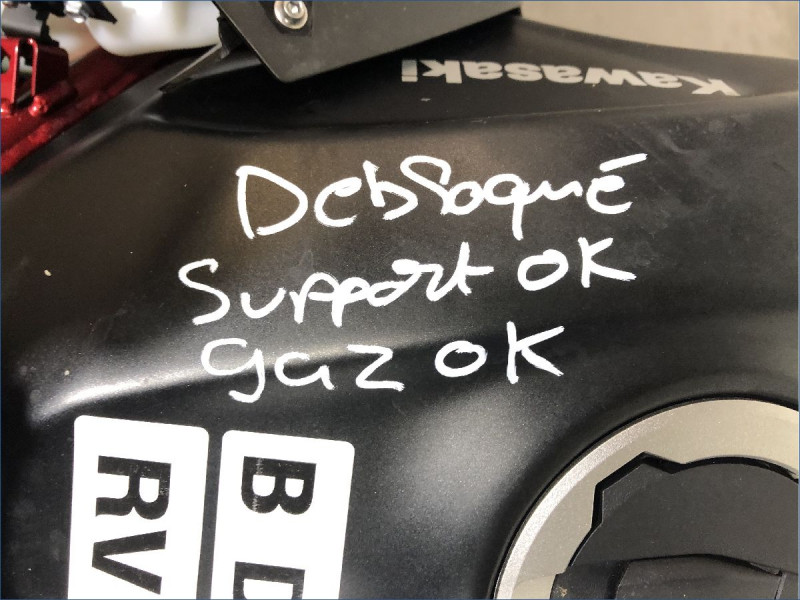 Kawasaki
Debloqué
Support OK
gaz OK
B D
RV